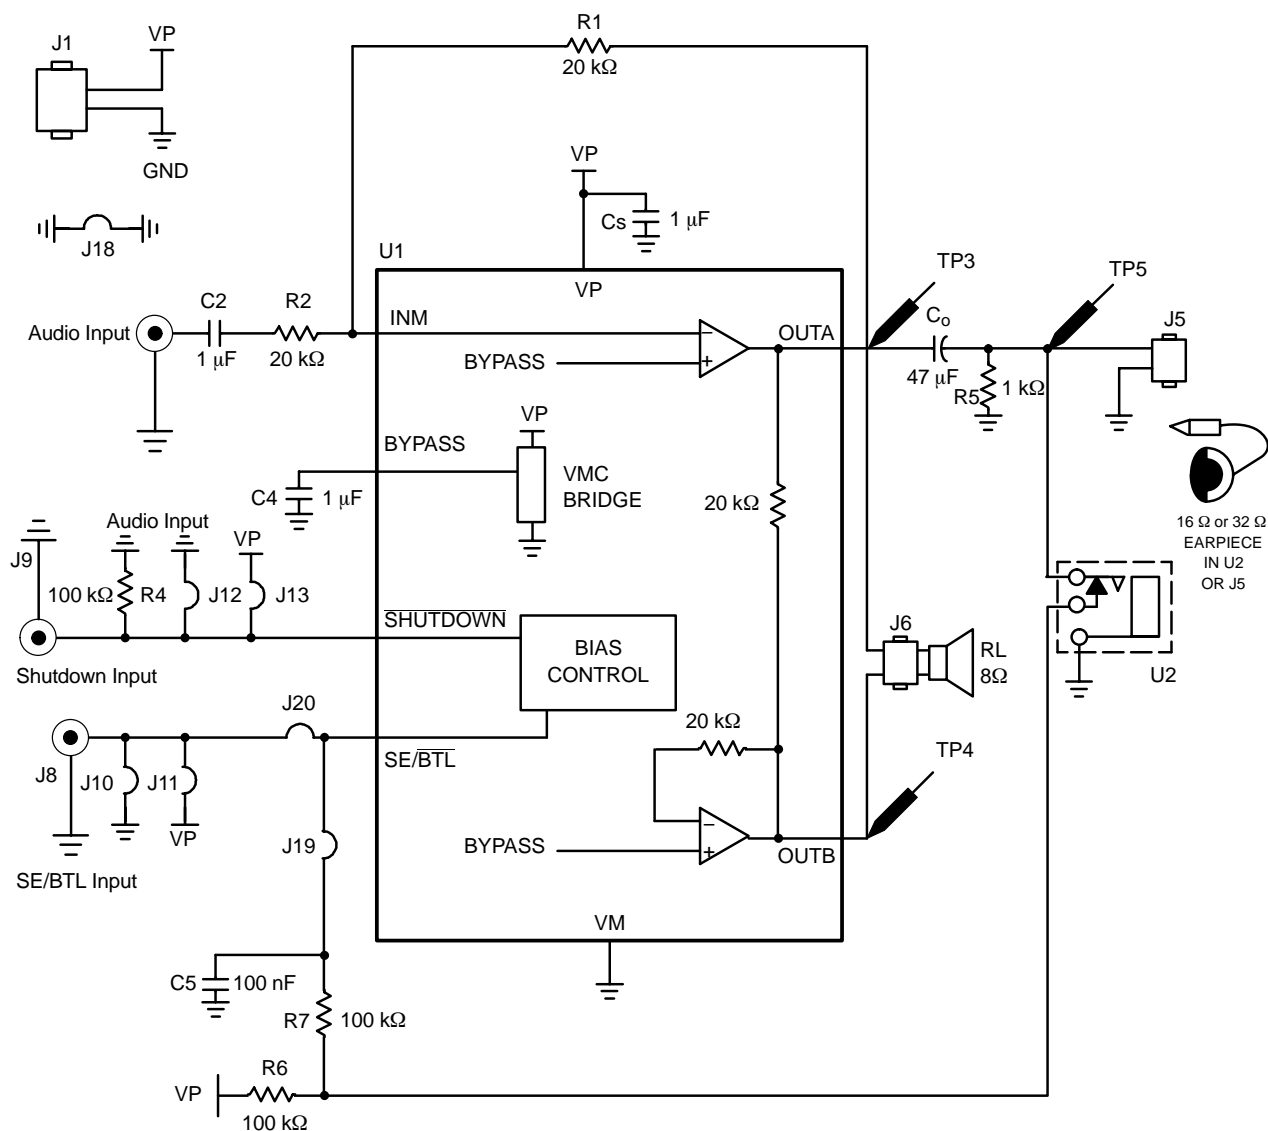 R1
20 kΩ
J1
VP
GND
J18
VP
Cs
1 μF
U1
VP
TP3
TP5
C2
R2
Audio Input
1 μF
20 kΩ
INM
BYPASS
OUTA
Co
47 μF
R5
1 kΩ
J5
BYPASS
VP
VMC
BRIDGE
C4
1 μF
20 kΩ
16 Ω or 32 Ω
EARPIECE
IN U2
OR J5
Audio Input
VP
J9
100 kΩ
R4
J12
J13
SHUTDOWN
BIAS
CONTROL
Shutdown Input
J6
RL
8Ω
U2
J20
20 kΩ
SE/BTL
J8
J10
J11
VP
TP4
J19
BYPASS
OUTB
SE/BTL Input
VM
C5
100 nF
R7
100 kΩ
R6
VP
100 kΩ